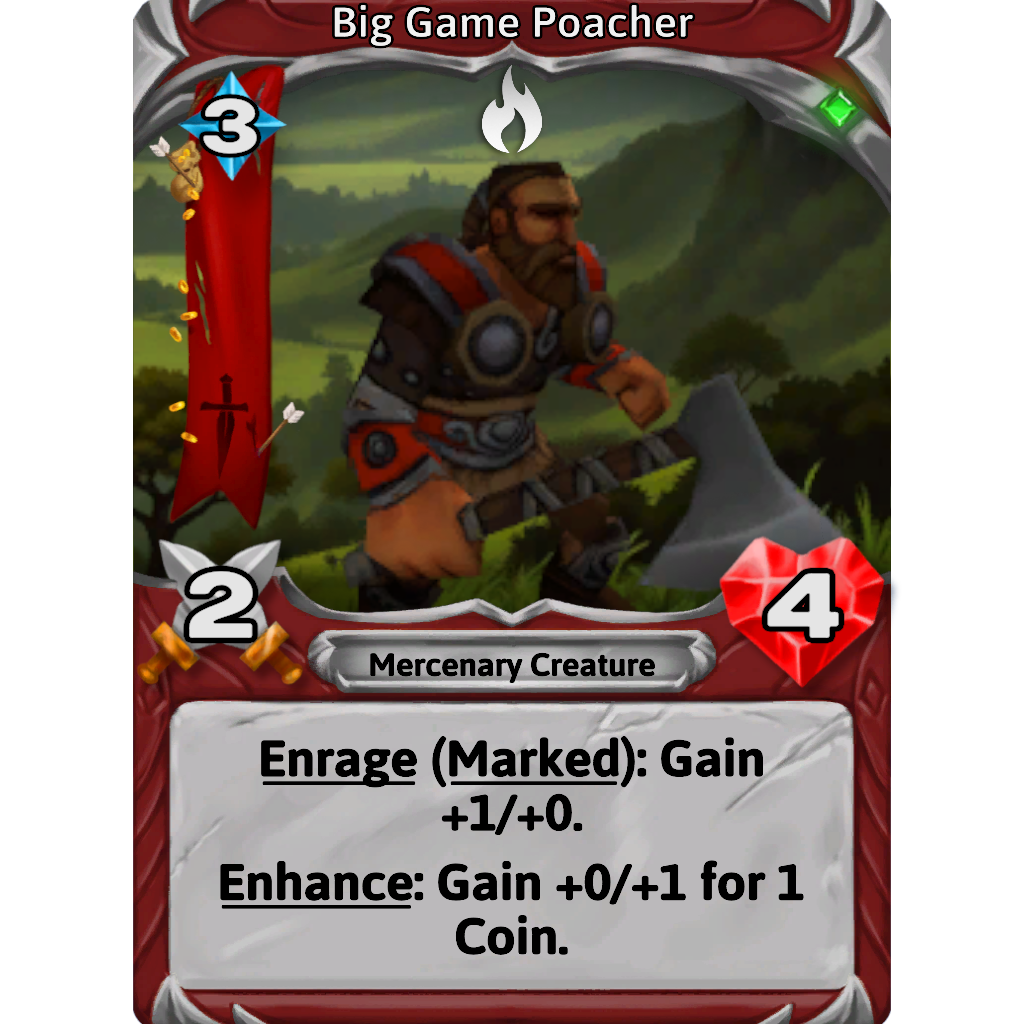 Big Game Poacher
3
2
4
Mercenary Creature
Enrage (Marked): Gain
+1/+0.
Enhance: Gain +0/+1 for 1
Coin.